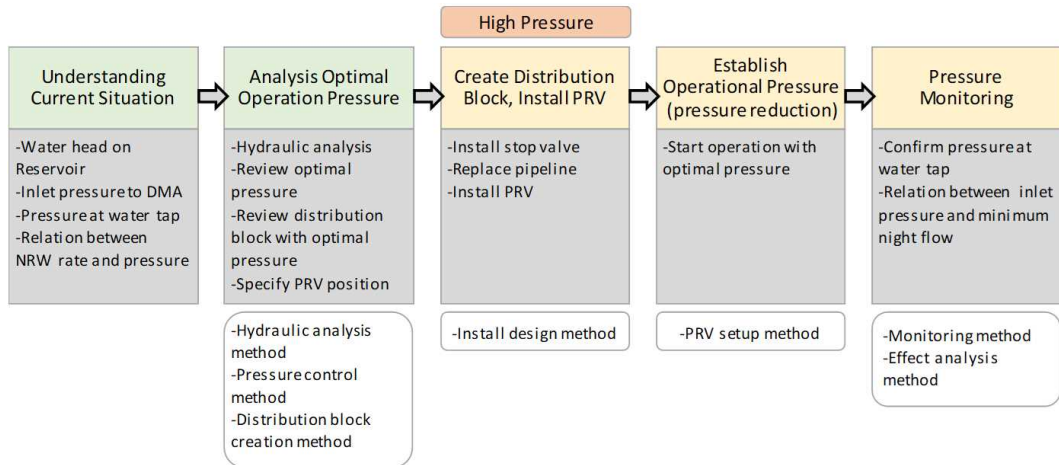 High Pressure
Understanding
Current Situation
-Water head on
Reservoir
-Inlet pressure to DMA
-Pressure at water tap
-Relation between
NRW rate and pressure
Analysis Optimal
Operation Pressure
-Hydraulic analysis
-Review optimal
pressure
-Review distribution
block with optimal
pressure
-Specify PRV position
-Hydraulic analysis
method
-Pressure control
method
-Distribution block
creation method
Create Distribution
Block, Install PRV
-Install stop valve
-Replace pipeline
-Install PRV
-Install design method
Establish
Operational Pressure
(pressure reduction)
-Start operation with
optimal pressure
-PRV setup method
Pressure
Monitoring
-Confirm pressure at
water tap
-Relation between inlet
pressure and minimum
night flow
-Monitoring method
-Effect analysis
method